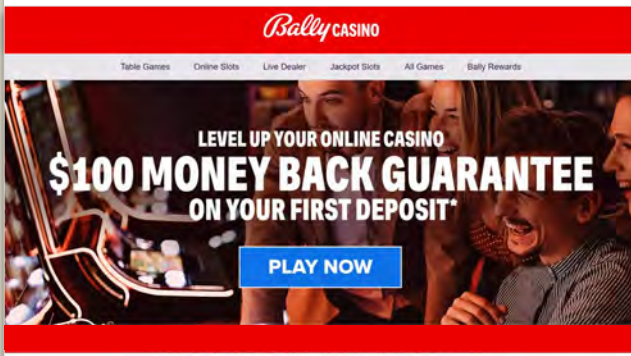 Bally CASINO
Table Games Online Slots Live Dealer Jackpot Slots All Games Bally Rewards
LEVEL UP YOUR ONLINE CASINO
$100 MONEY BACK GUARANTEE
ON YOUR FIRST DEPOSIT*
PLAY NOW